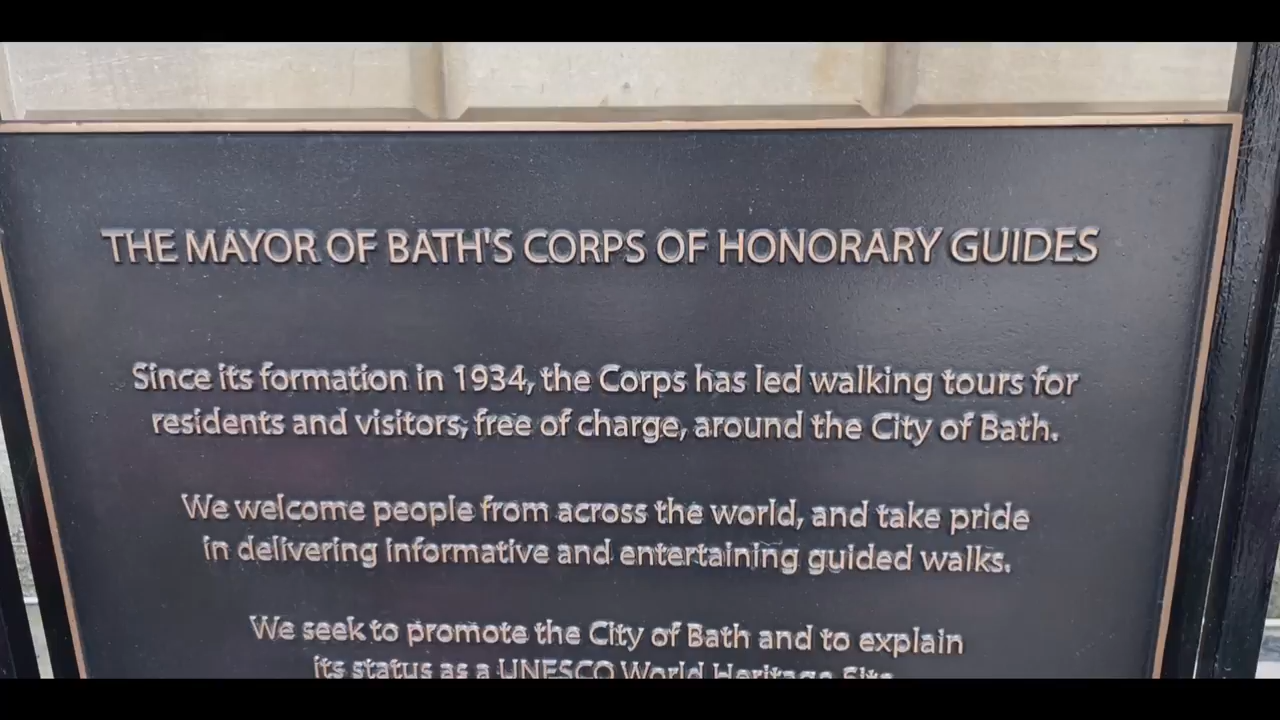 THE MAYOR OF BATH'S CORPS OF HONORARY GUIDES
Since its formation in 1934, the Corps has led walking tours for
residents and visitors, free of charge, around the City of Bath.
We welcome people from across the world, and take pride
in delivering informative and entertaining guided walks.
We seek to promote the City of Bath and to explain
its status as a UNESCO World Heritage Site.